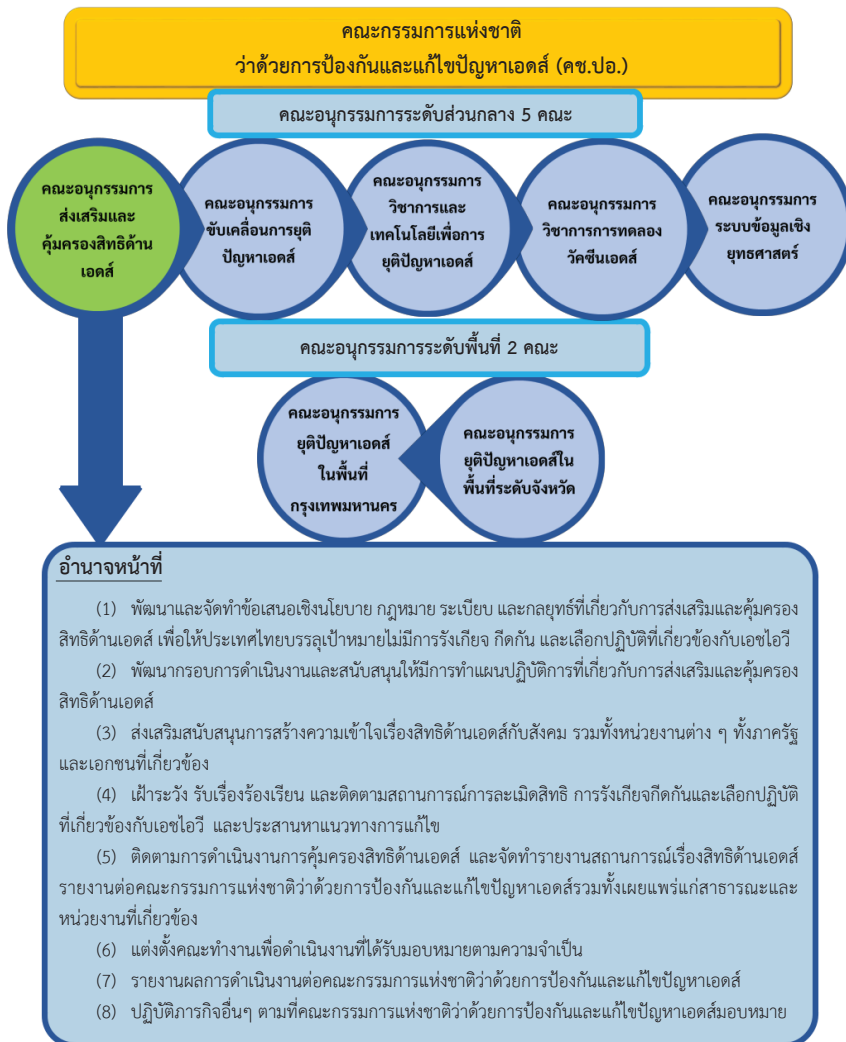 คณะกรรมการแห่งชาติ
ว่าด้วยการป้องกันและแก้ไขปัญหาเอดส์ (คช.ปอ.)
คณะอนุกรรมการระดับส่วนกลาง 5 คณะ
คณะอนุกรรมการ
ส่งเสริมและ
คุ้มครองสิทธิด้าน
เอดส์
คณะอนุกรรมการ
ขับเคลื่อนการยุติ
ปัญหาเอดส์
คณะอนุกรรมการ
วิชาการและ
เทคโนโลยีเพื่อการ
ยุติปัญหาเอดส์
คณะอนุกรรมการ
วิชาการการทดลอง
วัคซีนเอดส์
คณะอนุกรรมการ
ระบบข้อมูลเชิง
ยุทธศาสตร์
คณะอนุกรรมการระดับพื้นที่ 2 คณะ
คณะอนุกรรมการ
ยุติปัญหาเอดส์
ในพื้นที่
กรุงเทพมหานคร
คณะอนุกรรมการ
ยุติปัญหาเอดส์ใน
พื้นที่ระดับจังหวัด
อำนาจหน้าที่
(1) พัฒนาและจัดทำข้อเสนอเชิงนโยบาย กฎหมาย ระเบียบ และกลยุทธ์ที่เกี่ยวกับการส่งเสริมและคุ้มครอง
สิทธิด้านเอดส์ เพื่อให้ประเทศไทยบรรลุเป้าหมายไม่มีการรังเกียจ กีดกัน และเลือกปฏิบัติที่เกี่ยวข้องกับเอชไอวี
(2) พัฒนากรอบการดำเนินงานและสนับสนุนให้มีการทำแผนปฏิบัติการที่เกี่ยวกับการส่งเสริมและคุ้มครอง
สิทธิด้านเอดส์
(3) ส่งเสริมสนับสนุนการสร้างความเข้าใจเรื่องสิทธิด้านเอดส์กับสังคม รวมทั้งหน่วยงานต่าง ๆ ทั้งภาครัฐ
และเอกชนที่เกี่ยวข้อง
(4) เฝ้าระวัง รับเรื่องร้องเรียน และติดตามสถานการณ์การละเมิดสิทธิ การรังเกียจกีดกันและเลือกปฏิบัติ
ที่เกี่ยวข้องกับเอชไอวี และประสานหาแนวทางการแก้ไข
(5) ติดตามการดำเนินงานการคุ้มครองสิทธิด้านเอดส์ และจัดทำรายงานสถานการณ์เรื่องสิทธิด้านเอดส์
รายงานต่อคณะกรรมการแห่งชาติว่าด้วยการป้องกันและแก้ไขปัญหาเอดส์รวมทั้งเผยแพร่แก่สาธารณะและ
หน่วยงานที่เกี่ยวข้อง
(6) แต่งตั้งคณะทำงานเพื่อดำเนินงานที่ได้รับมอบหมายตามความจำเป็น
(7) รายงานผลการดำเนินงานต่อคณะกรรมการแห่งชาติว่าด้วยการป้องกันและแก้ไขปัญหาเอดส์
(8) ปฏิบัติภารกิจอื่นๆ ตามที่คณะกรรมการแห่งชาติว่าด้วยการป้องกันและแก้ไขปัญหาเอดส์มอบหมาย